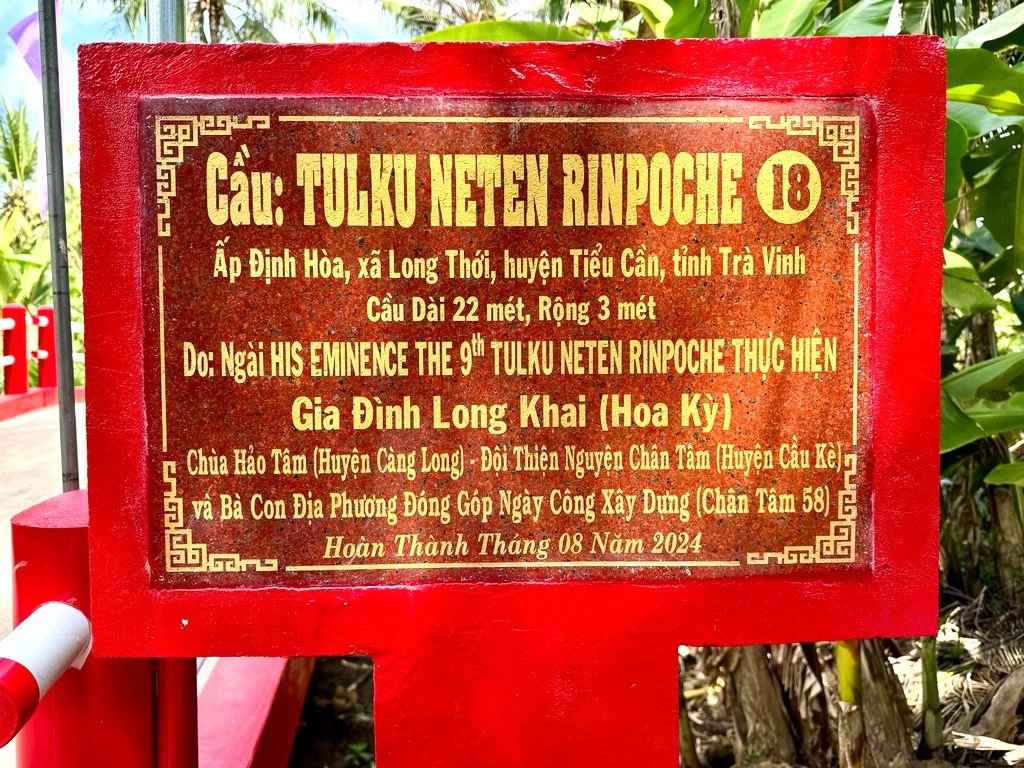 Cầu: TULKU NETEN RINPOCHE 18
Ấp Định Hòa, xã Long Thới, huyện Tiểu Cần, tỉnh Trà Vinh
Cầu Dài 22 mét, Rộng 3 mét
Do: Ngài HIS EMINENCE THE 9th TULKU NETEN RINPOCHE THỰC HIỆN
Gia Đình Long Khai (Hoa Kỳ)
Chùa Hảo Tâm (Huyện Càng Long) - Đội Thiện Nguyện Chân Tâm (Huyện Cầu Kè)
và Bà Con Địa Phương Đóng Góp Ngày Công Xây Dựng (Chân Tâm 58)
Hoàn Thành Tháng 08 Năm 2024